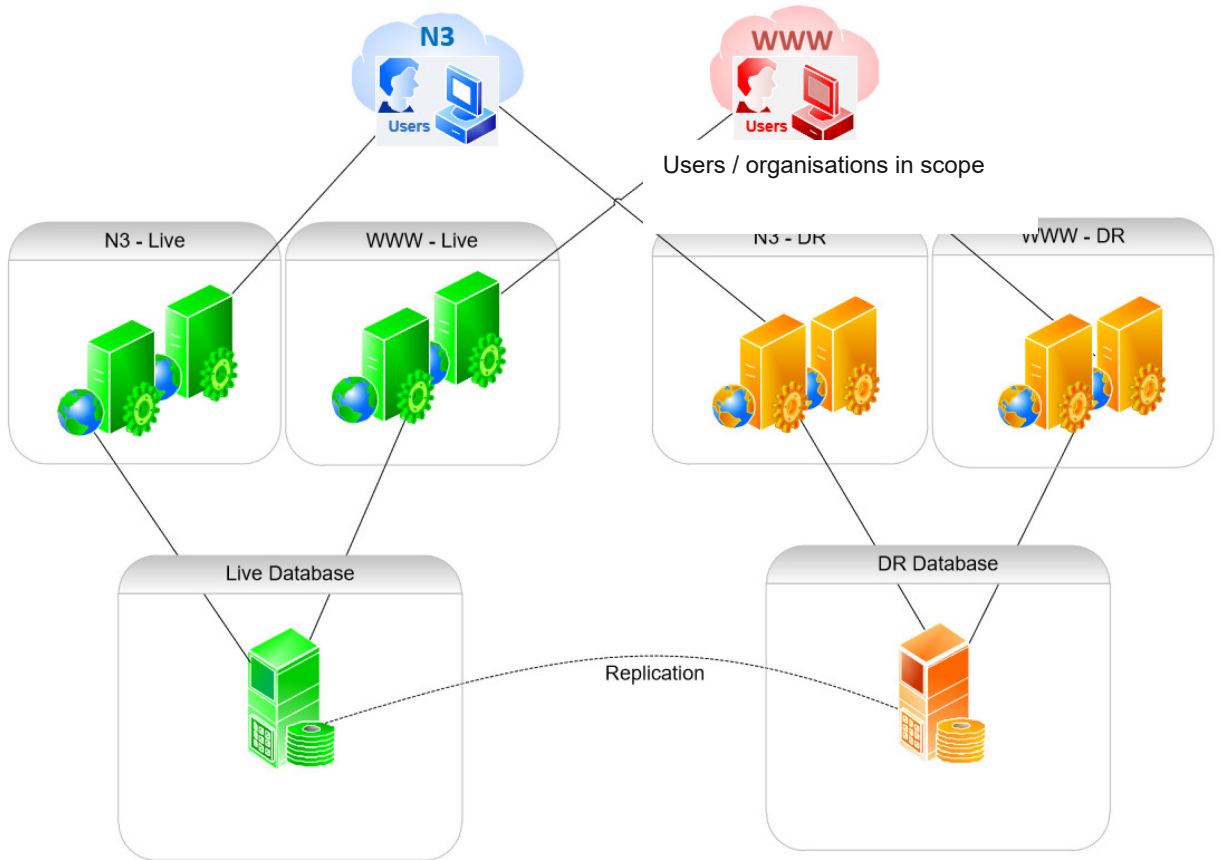 N3
WWW
Users
Users
Users / organisations in scope
N3 - Live
WWW - Live
N3 - DR
WWW - DR
Live Database
DR Database
Replication